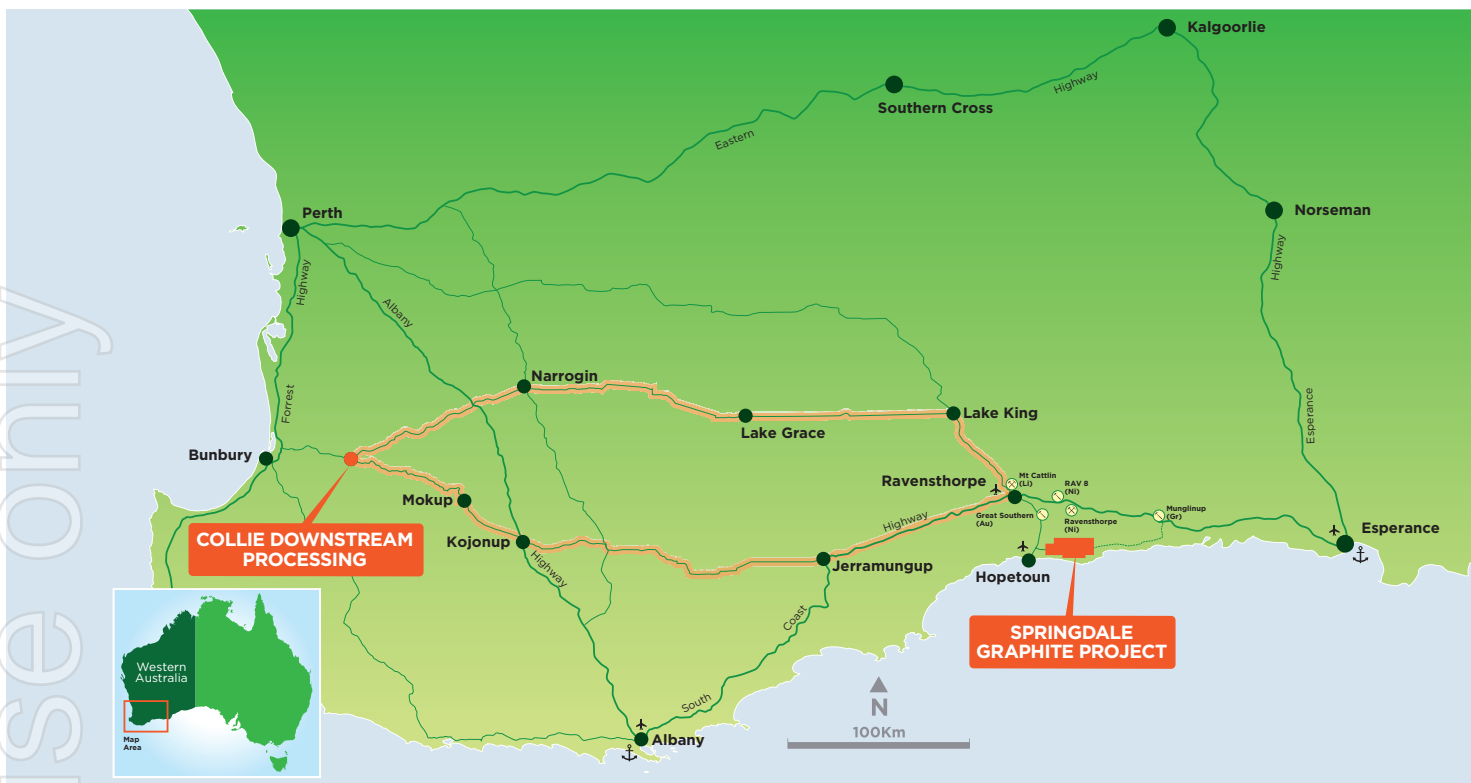 Kalgoorlie
Highway
Southern Cross
Eastern
Perth
Norseman
Highway
Highway
Albany
Narrogin
Forrest
Lake King
Lake Grace
Esperance
Bunbury
Ravensthorpe
Mt Cattlin
(Li)
RAV 8
(Ni)
Mokup
Great Southern
(Au)
Ravensthorpe
(Ni)
Munglinup
(Gr)
Highway
Esperance
COLLIE DOWNSTREAM
PROCESSING
Kojonup
Highway
Jerramungup
Hopetoun
Coast
SPRINGDALE
GRAPHITE PROJECT
Western
Australia
Map
Area
South
N
100Km
Albany
use only